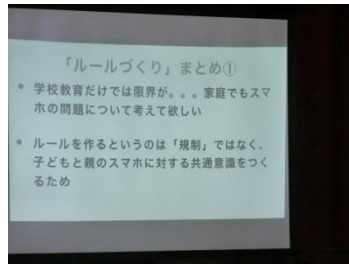 「ルールづくり」まとめ①
• 学校教育だけでは限界が。。。家庭でもスマ
ホの問題について考えて欲しい
• ルールを作るというのは「規制」ではなく、
子どもと親のスマホに対する共通意識をつく
るため